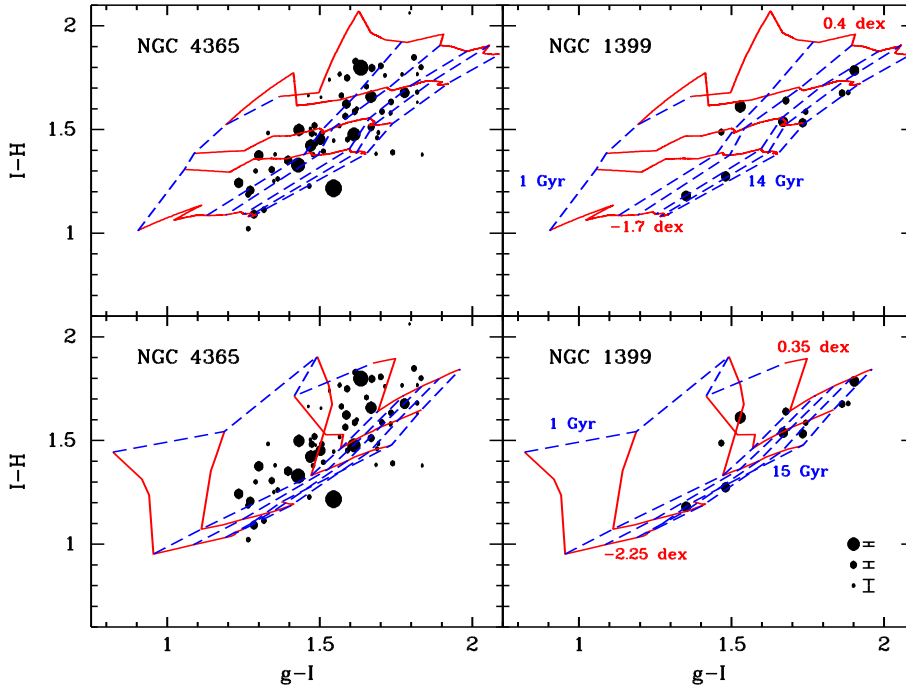 2
1.5
1
I-H
NGC 4365
NGC 1399
0.4 dex
1 Gyr
14 Gyr
-1.7 dex
2
1.5
1
I-H
NGC 4365
NGC 1399
0.35 dex
1 Gyr
15 Gyr
-2.25 dex
1
1.5
2
1
1.5
2
g-I
g-I